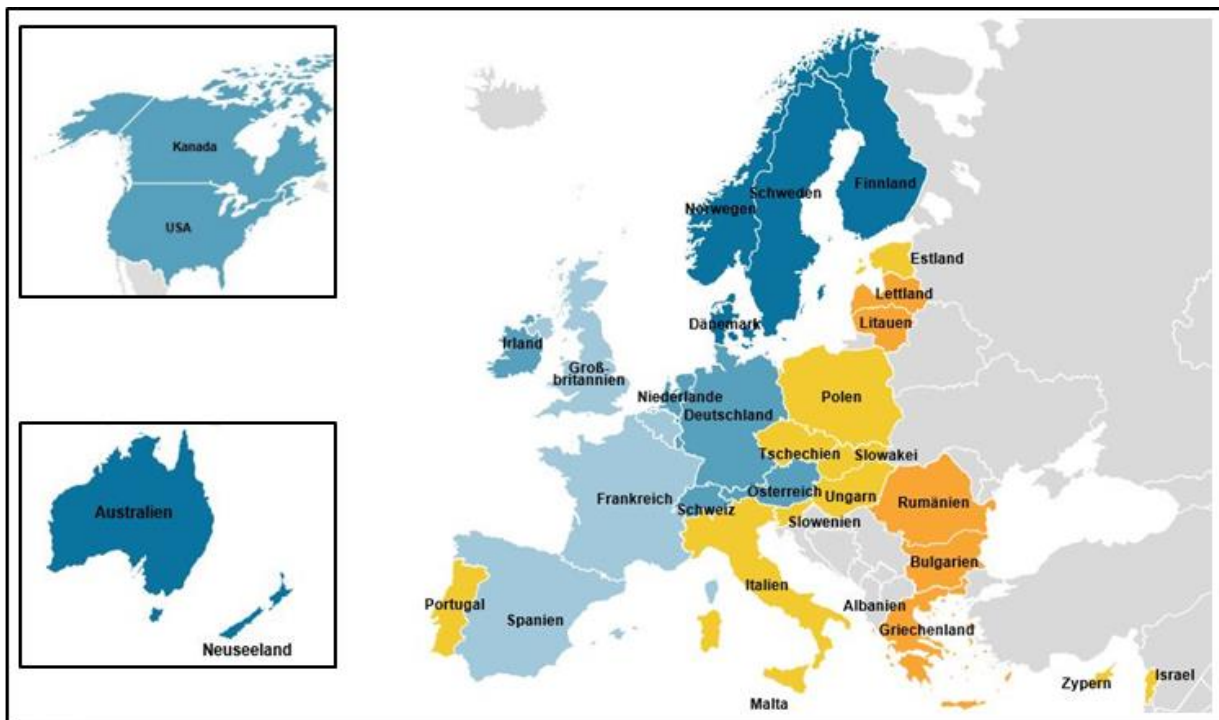 Kanada
USA
Australien
Neuseeland
Norwegen
Schweden
Finnland
Estland
Lettland
Litauen
Dänemark
Irland
Groß-
britannien
Niederlande
Deutschland
Polen
Tschechien
Slowakei
Frankreich
Schweiz
Österreich
Ungarn
Rumänien
Slowenien
Bulgarien
Italien
Portugal
Spanien
Albanien
Griechenland
Malta
Zypern
Israel